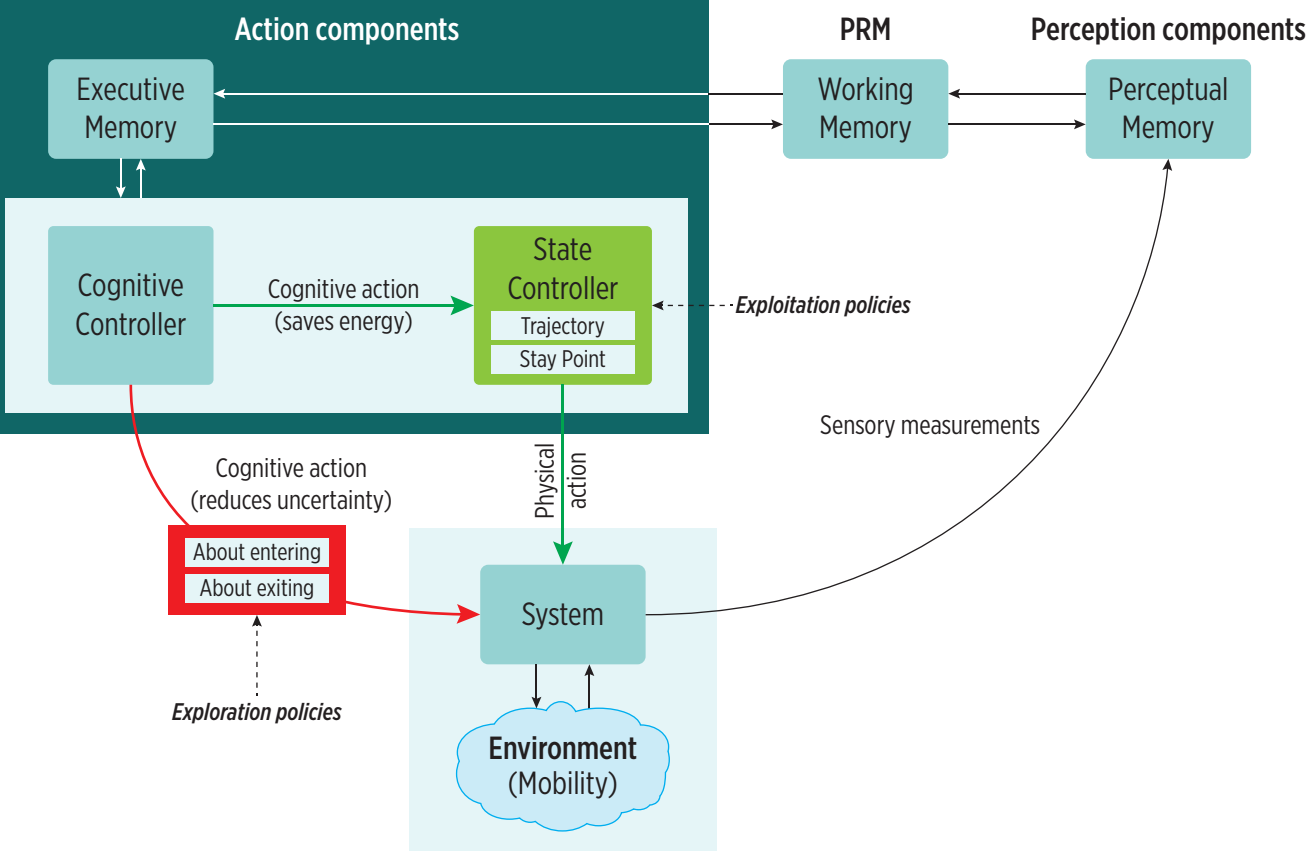 Action components
PRM
Perception components
Executive
Memory
Working
Memory
Perceptual
Memory
Cognitive
Controller
Cognitive action
(saves energy)
State
Controller
Trajectory
Stay Point
Exploitation policies
Sensory measurements
Cognitive action
(reduces uncertainty)
Physical
action
About entering
About exiting
System
Exploration policies
Environment
(Mobility)